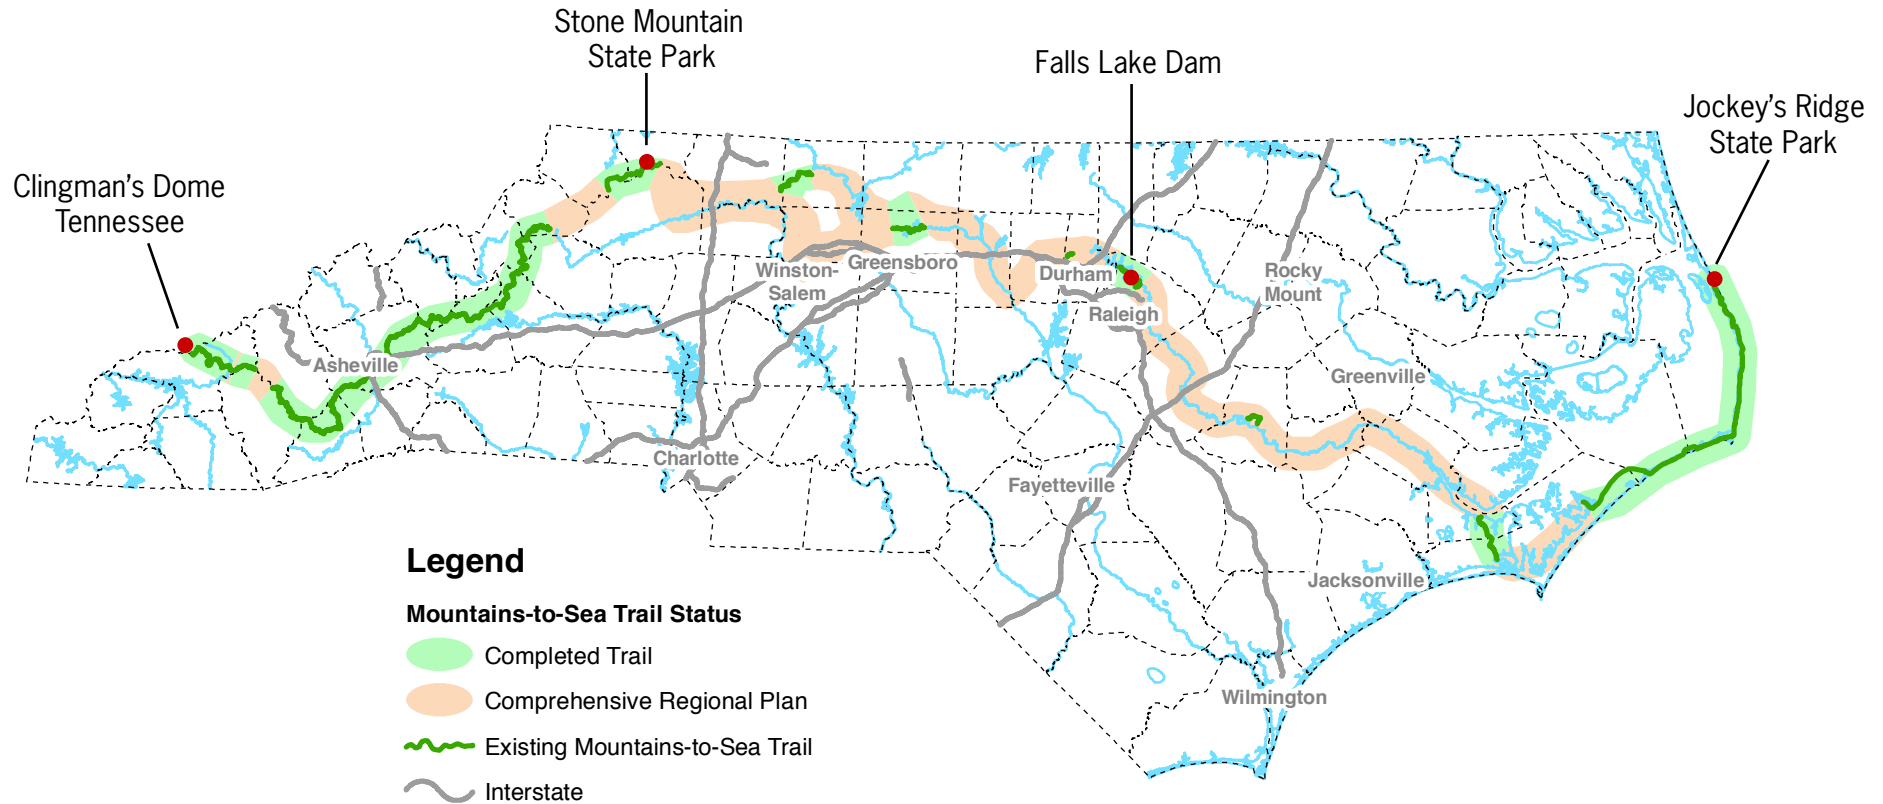 Stone Mountain
State Park
Falls Lake Dam
Jockey's Ridge
State Park
Clingman's Dome
Tennessee
Winston-
Salem
Greensboro
Durham
Rocky
Mount
Raleigh
Asheville
Greenville
Charlotte
Fayetteville
Jacksonville
Wilmington
Legend
Mountains-to-Sea Trail Status
Completed Trail
Comprehensive Regional Plan
Existing Mountains-to-Sea Trail
Interstate